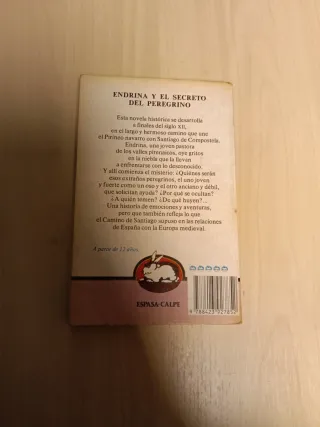 ENDRINA Y EL SECRETO
DEL PEREGRINO
Esta novela histórica se desarrolla
a finales del siglo XII,
en el largo y hermoso camino que une
el Pirineo navarro con Santiago de Compostela.
Endrina, una joven pastora
de los valles pirenaicos, oye gritos
en la niebla que la llevan
a enfrentarse con lo desconocido.
Y allí comienza el misterio: ¿Quiénes serán
esos extraños peregrinos, el uno joven
y fuerte como un oso y el otro anciano y débil,
que solicitan ayuda? ¿Por qué se ocultan?
¿A quién temen? ¿De qué huyen?...
Una historia de emociones y aventuras,
pero que también refleja lo que
el Camino de Santiago supuso en las relaciones
de España con la Europa medieval.
A partir de 12 años
ESPASA-CALPE